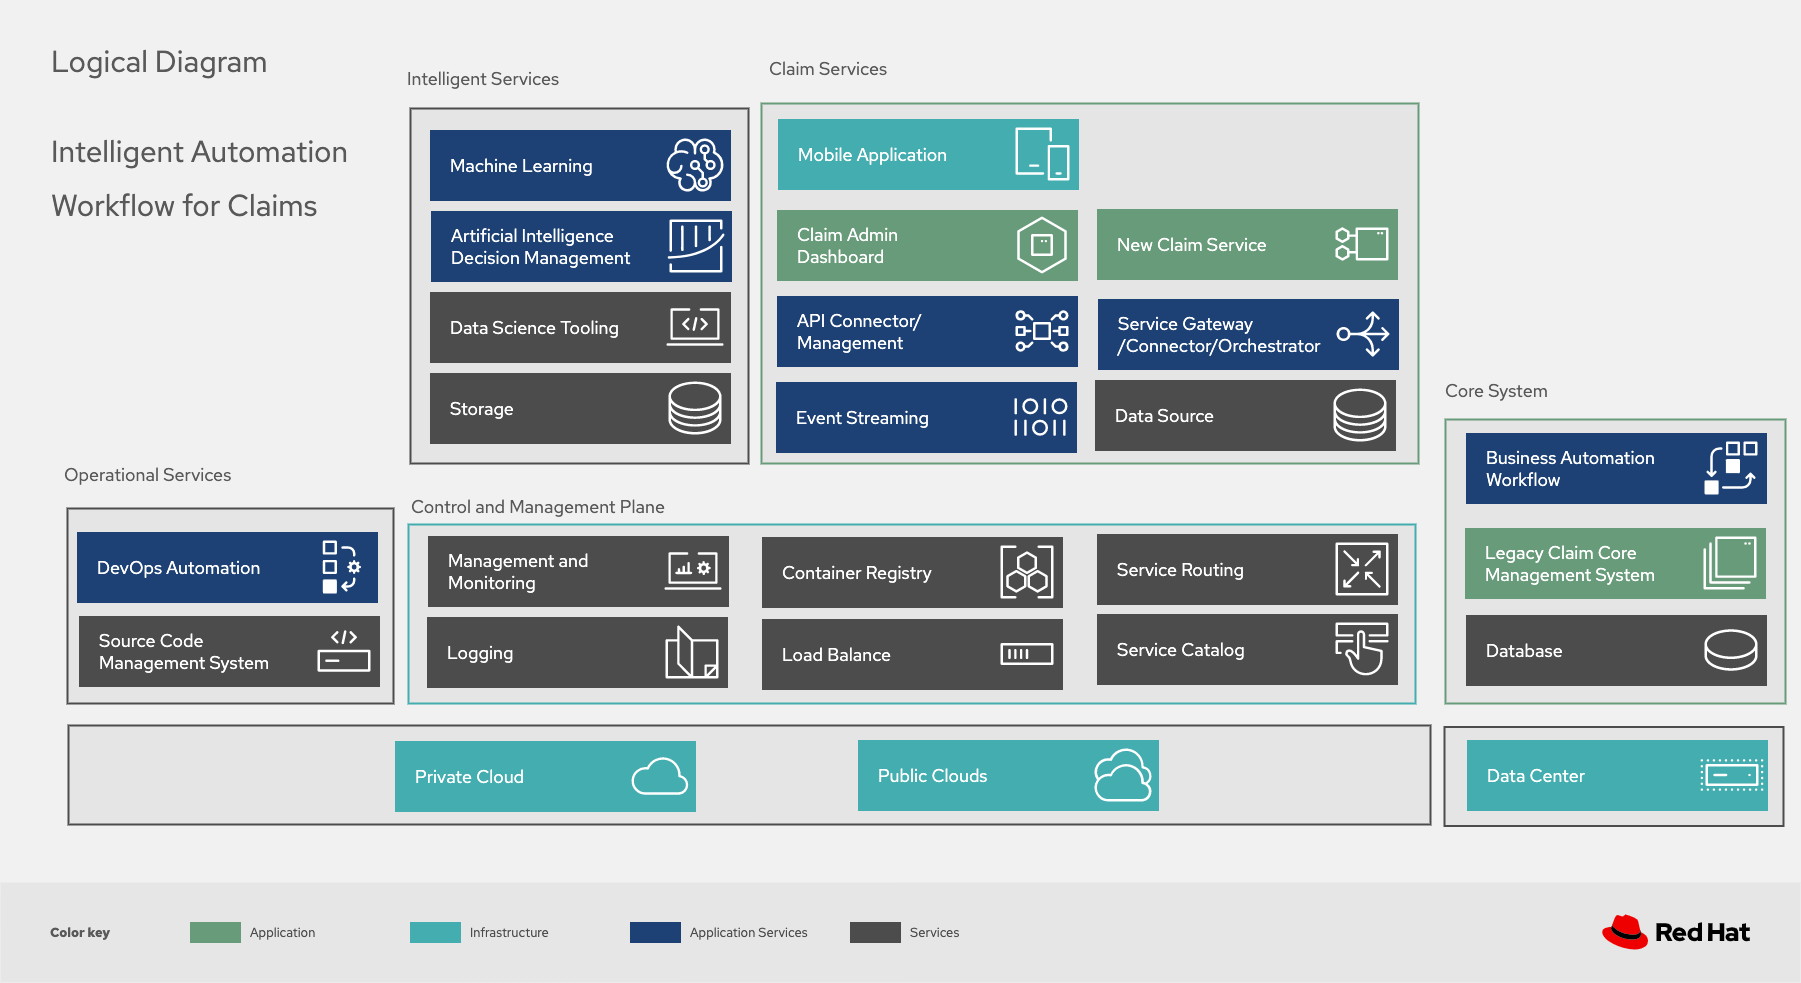 Logical Diagram
Intelligent Automation
Workflow for Claims
Intelligent Services
Machine Learning
Artificial Intelligence
Decision Management
Data Science Tooling
Storage
Claim Services
Mobile Application
Claim Admin
Dashboard
New Claim Service
API Connector/
Management
Service Gateway
/Connector/Orchestrator
Event Streaming
1010
11011
Data Source
Core System
Business Automation
Workflow
Legacy Claim Core
Management System
Database
Operational Services
DevOps Automation
Source Code
Management System
</>
Control and Management Plane
Management and
Monitoring
Container Registry
Service Routing
Logging
Load Balance
Service Catalog
Private Cloud
Public Clouds
Data Center
Color key
Application
Infrastructure
Application Services
Services
Red Hat